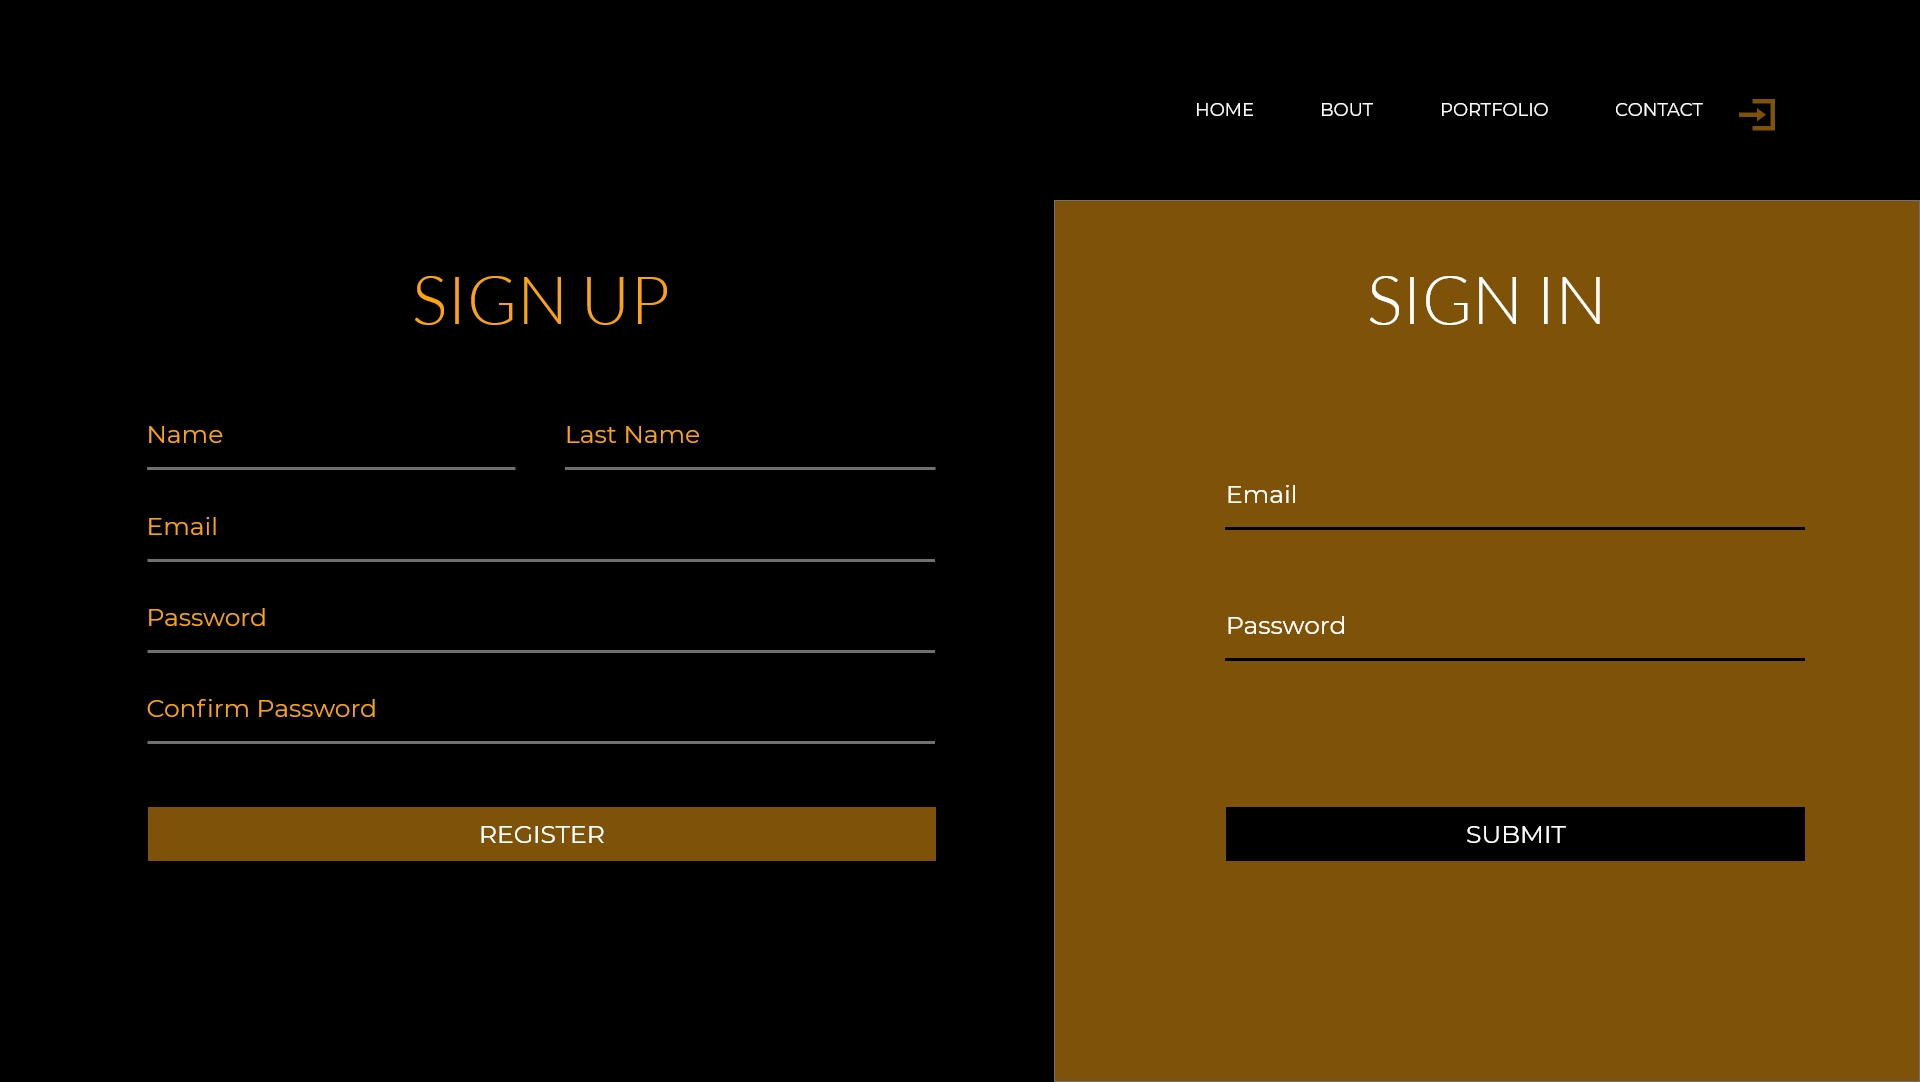 HOME BOUT PORTFOLIO CONTACT
SIGN UP
Name Last Name
Email
Password
Confirm Password
REGISTER
SIGN IN
Email
Password
SUBMIT